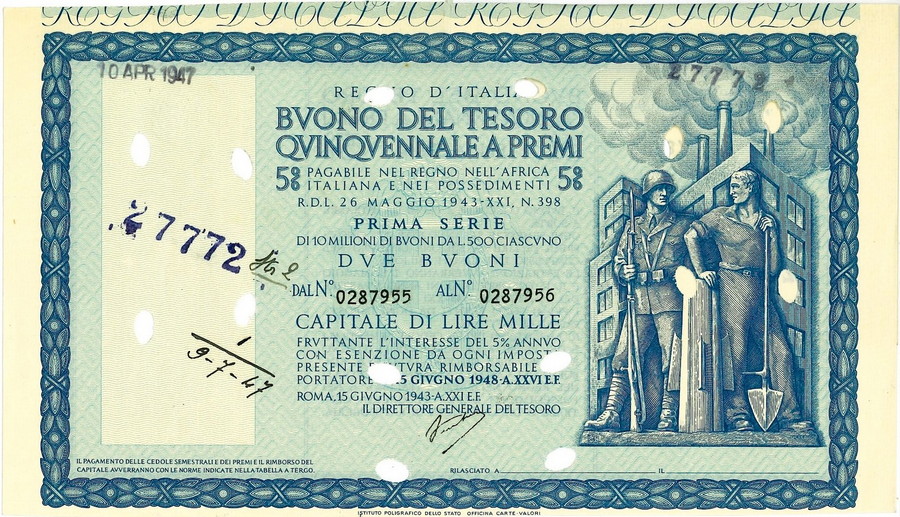 REGNO D'ITALIA REGNO D'ITALIA
10 APR 1947
27772
REGNO D'ITALIA
BVONO DEL TESORO
QVINQVENNALE A PREMI
5% PAGABILE NEL REGNO NELL'AFRICA 5%
ITALIANA E NEI POSSEDIMENTI
R.D.L. 26 MAGGIO 1943-XXI, N. 398
PRIMA SERIE
DI 10 MILIONI DI BVONI DA L. 500 CIASCVNO
27772
DVE BVONI
DAL N.º 0287955 AL N.º 0287956
CAPITALE DI LIRE MILLE
FRVTTANTE L'INTERESSE DEL 5% ANNVO
CON ESENZIONE DA OGNI IMPOST
PRESENTE E FVTVRA RIMBORSABILE
PORTATORE 15 GIVGNO 1948-A.XXVI E.F.
1
9-7-47
ROMA, 15 GIVGNO 1943-A.XXI E.F.
IL DIRETTORE GENERALE DEL TESORO
IL PAGAMENTO DELLE CEDOLE SEMESTRALI E DEI PREMI E IL RIMBORSO DEL
CAPITALE AVVERRANNO CON LE NORME INDICATE NELLA TABELLA A TERGO.
RILASCIATO A IL
ISTITVTO POLIGRAFICO DELLO STATO OFFICINA CARTE-VALORI